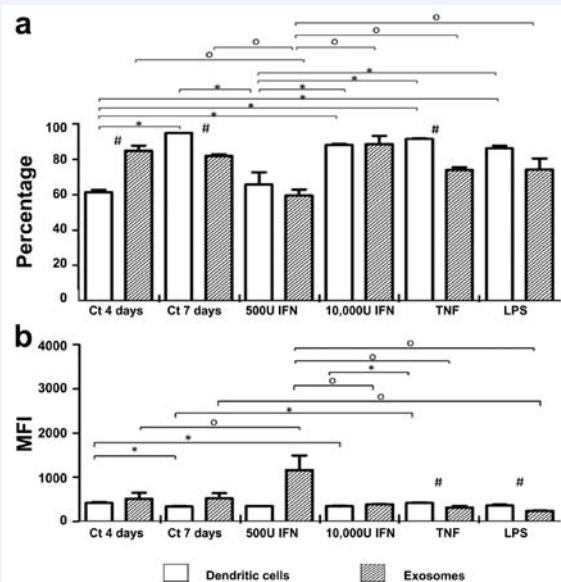 a
o
o
o o
o
*
* * *
*
*
*
# * # #
100
80
60
40
20
0
Percentage
Ct 4 days Ct 7 days 500U IFN 10,000U IFN TNF LPS
b
4000
3000
2000
1000
0
MFI
o
o
*
o
o
*
o
*
*
# #
Ct 4 days Ct 7 days 500U IFN 10,000U IFN TNF LPS
Dendritic cells Exosomes